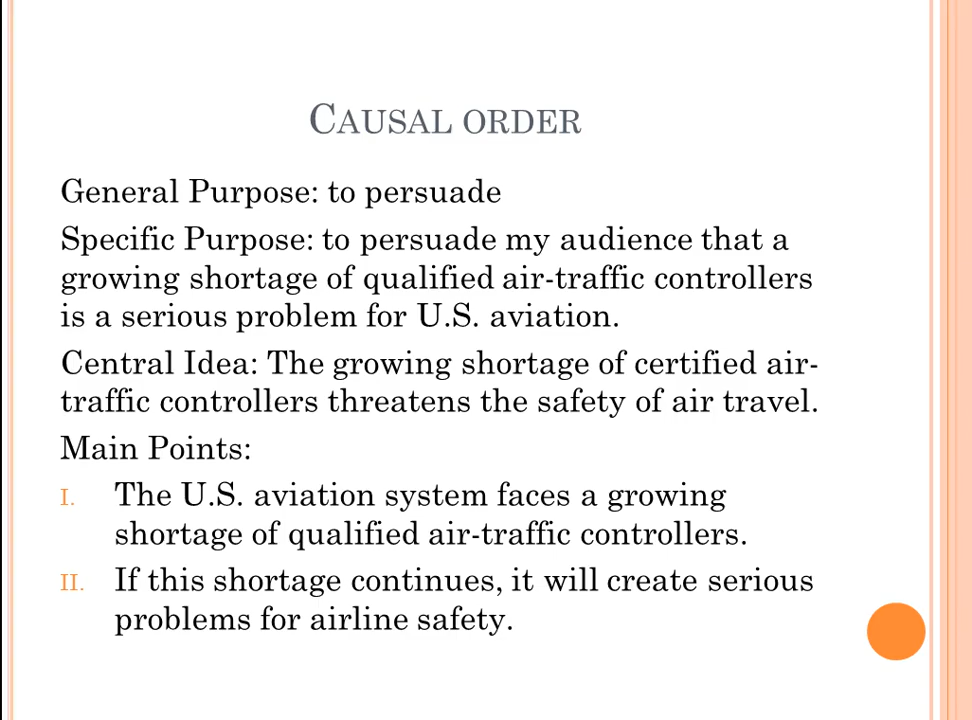 CAUSAL ORDER
General Purpose: to persuade
Specific Purpose: to persuade my audience that a
growing shortage of qualified air-traffic controllers
is a serious problem for U.S. aviation.
Central Idea: The growing shortage of certified air-
traffic controllers threatens the safety of air travel.
Main Points:
I. The U.S. aviation system faces a growing
shortage of qualified air-traffic controllers.
II. If this shortage continues, it will create serious
problems for airline safety.